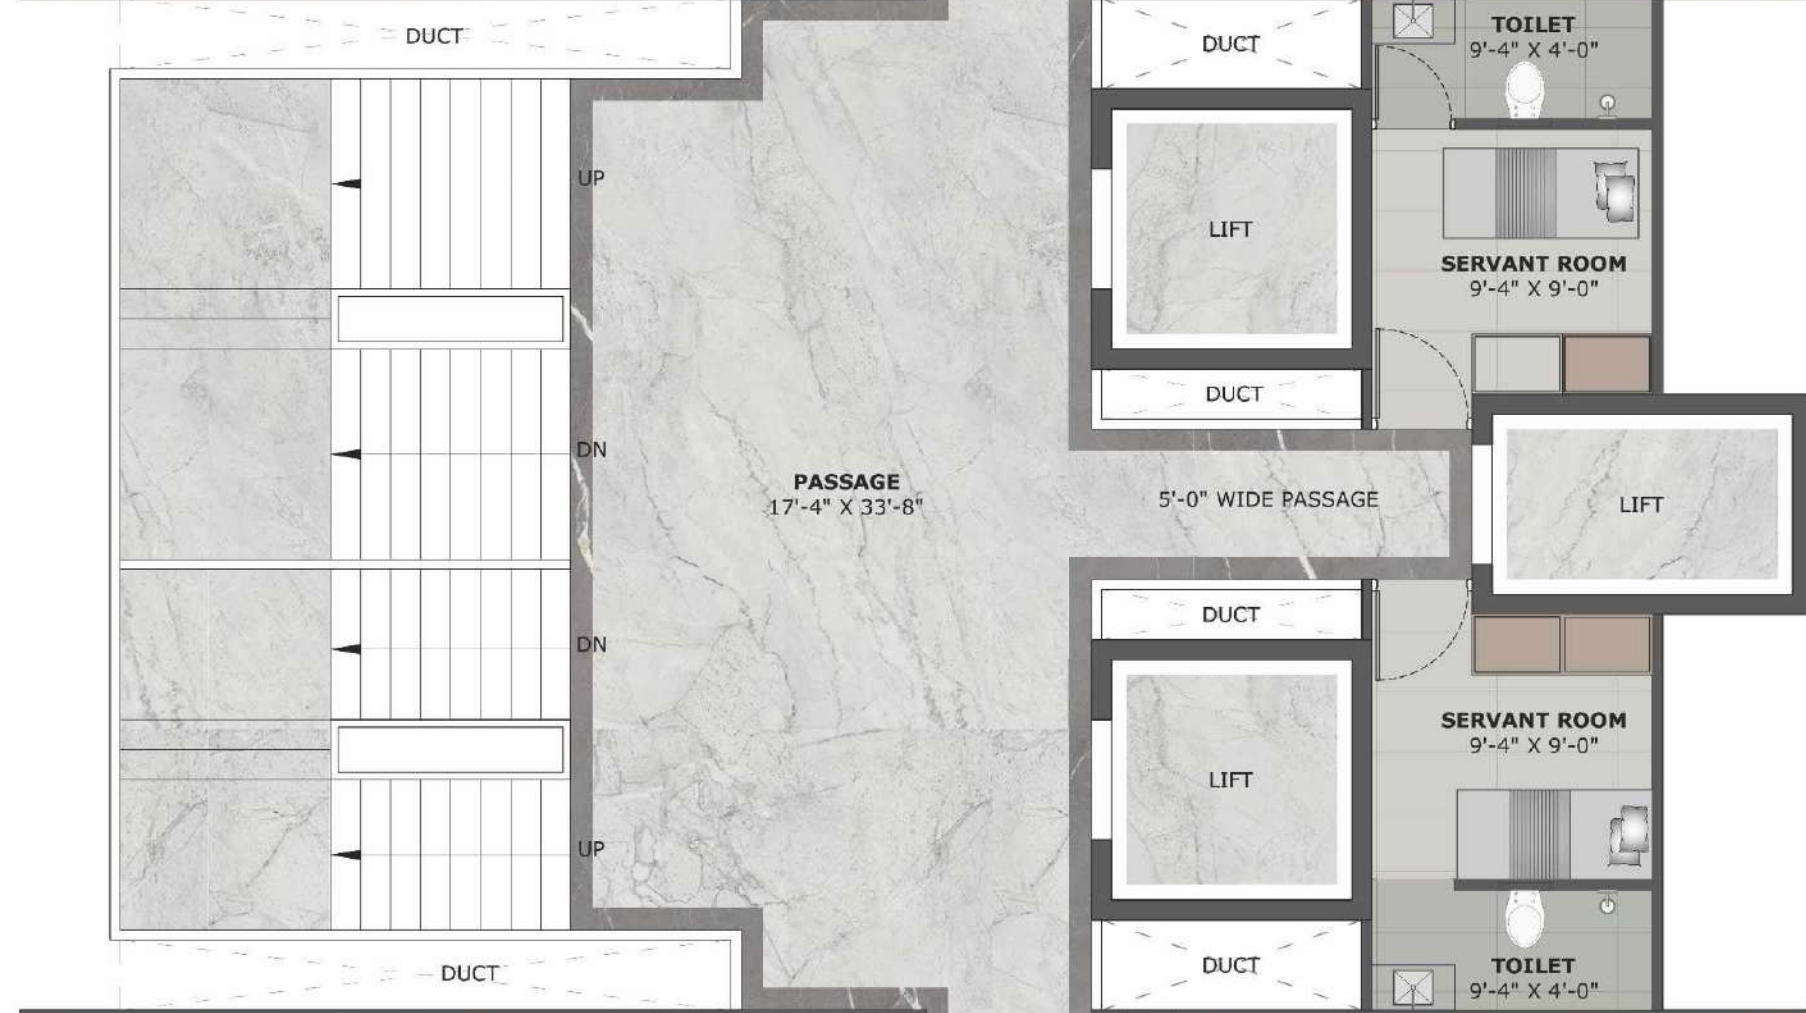 DUCT
DUCT
TOILET
9'-4" X 4'-0"
UP
LIFT
SERVANT ROOM
9'-4" X 9'-0"
DUCT
DN
PASSAGE
17'-4" X 33'-8"
5'-0" WIDE PASSAGE
LIFT
DUCT
DN
SERVANT ROOM
9'-4" X 9'-0"
LIFT
UP
DUCT
DUCT
TOILET
9'-4" X 4'-0"